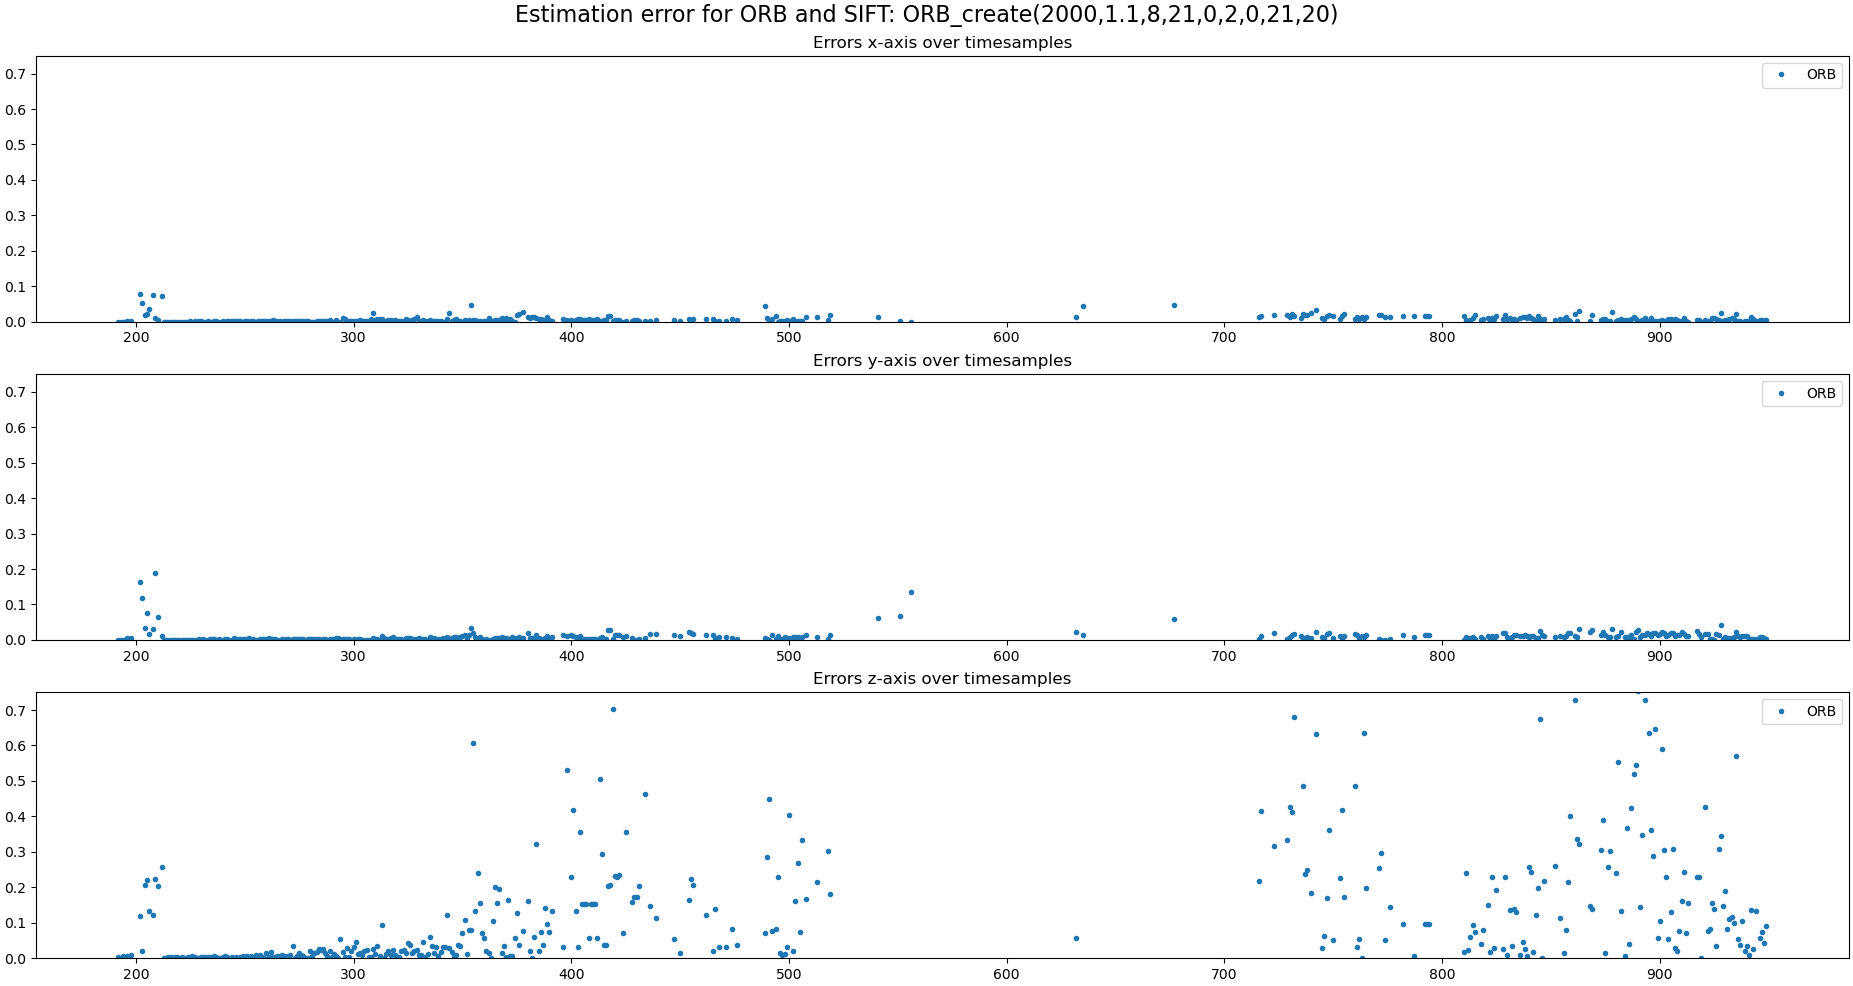 Estimation error for ORB and SIFT: ORB_create(2000,1.1,8,21,0,2,0,21,20)
Errors x-axis over timesamples
ORB
0.7
0.6
0.5
0.4
0.3
0.2
0.1
0.0
200 300 400 500 600 700 800 900
Errors y-axis over timesamples
ORB
0.7
0.6
0.5
0.4
0.3
0.2
0.1
0.0
200 300 400 500 600 700 800 900
Errors z-axis over timesamples
ORB
0.7
0.6
0.5
0.4
0.3
0.2
0.1
0.0
200 300 400 500 600 700 800 900